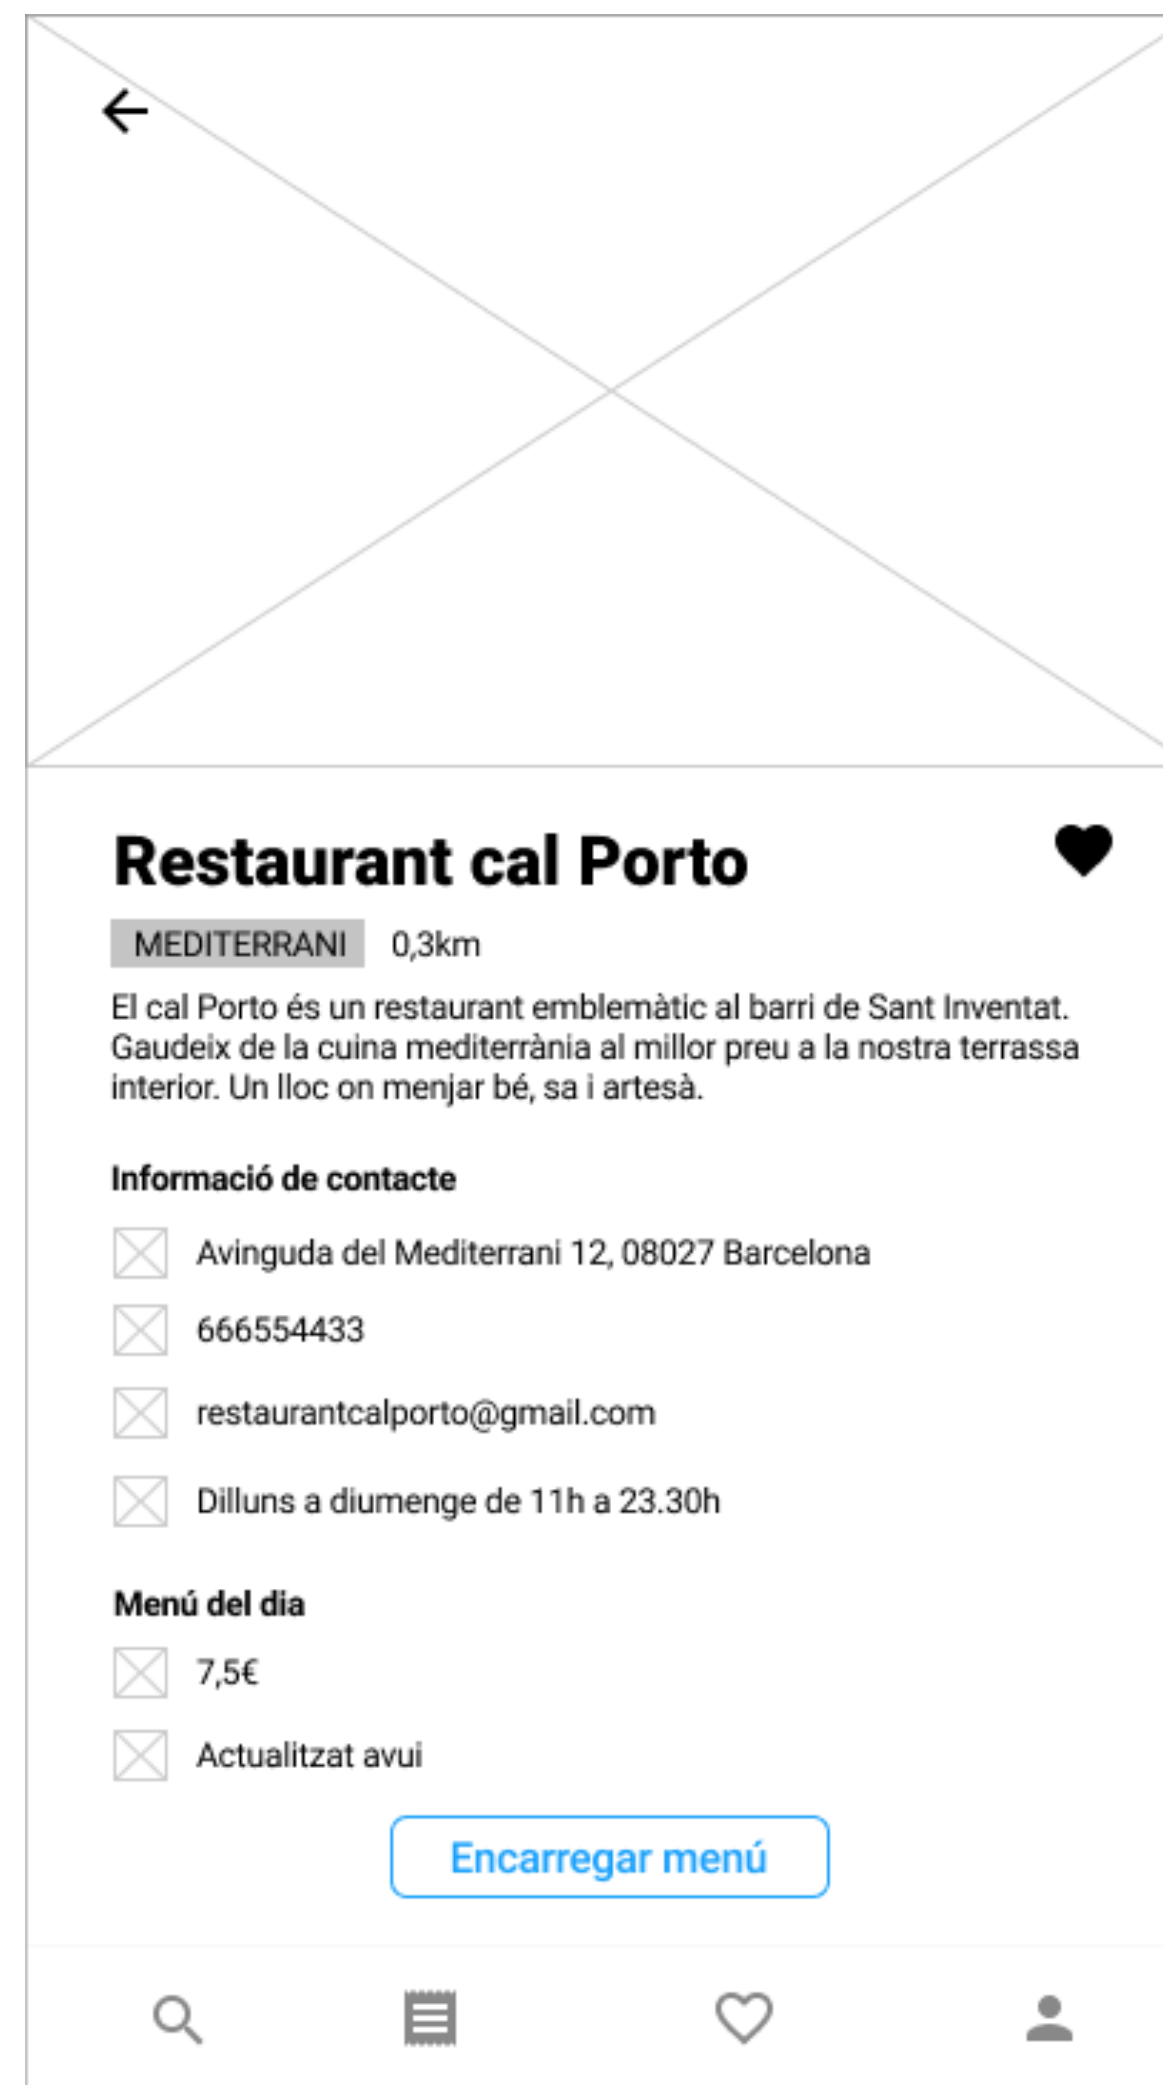 Restaurant cal Porto
MEDITERRANI 0,3km
El cal Porto és un restaurant emblemàtic al barri de Sant Inventat.
Gaudeix de la cuina mediterrània al millor preu a la nostra terrassa
interior. Un lloc on menjar bé, sa i artesà.
Informació de contacte
Avinguda del Mediterrani 12, 08027 Barcelona
666554433
restaurantcalporto@gmail.com
Dilluns a diumenge de 11h a 23.30h
Menú del dia
7,5€
Actualitzat avui
Encarregar menú